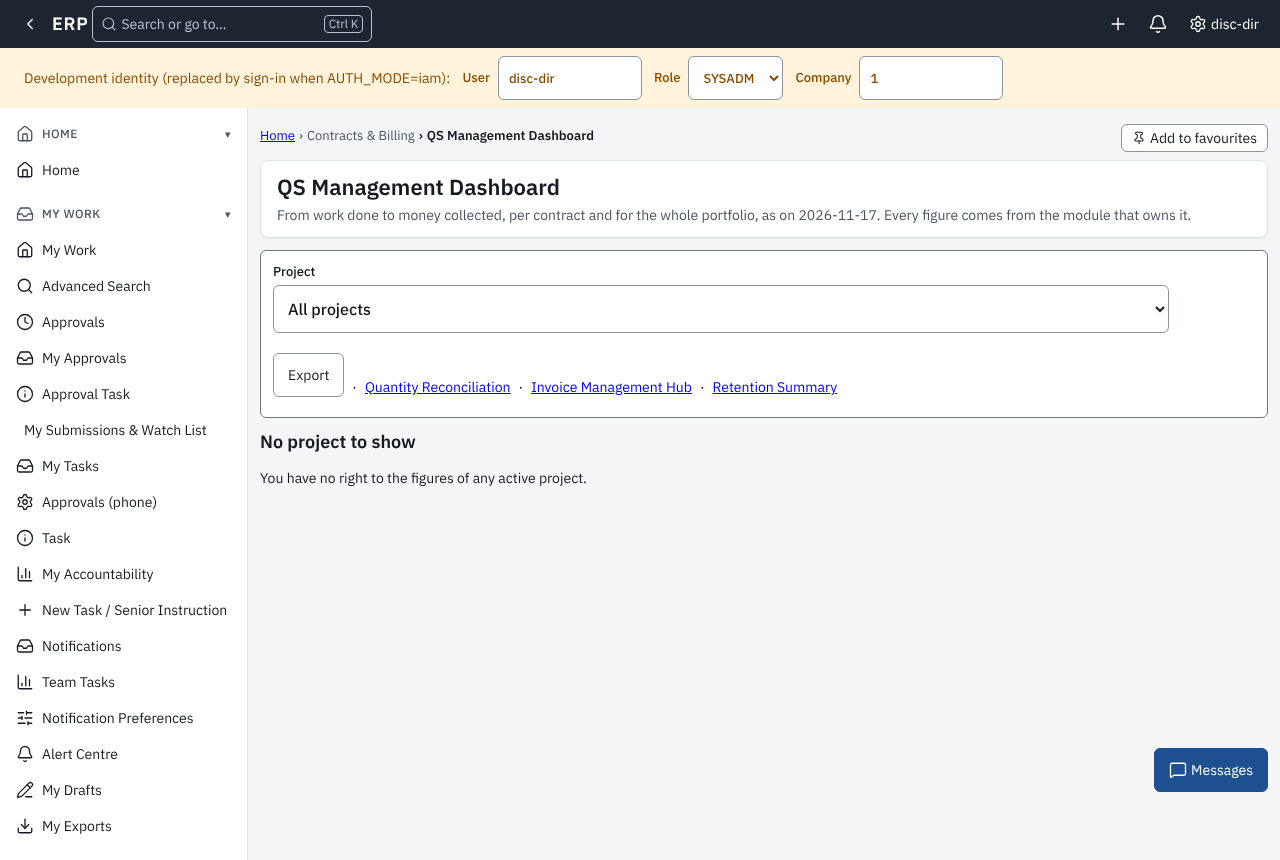 ERP
Search or go to...
Ctrl K
disc-dir
Development identity (replaced by sign-in when AUTH_MODE=iam):
User
disc-dir
Role
SYSADM
Company
1
HOME
Home
MY WORK
My Work
Advanced Search
Approvals
My Approvals
Approval Task
My Submissions & Watch List
My Tasks
Approvals (phone)
Task
My Accountability
New Task / Senior Instruction
Notifications
Team Tasks
Notification Preferences
Alert Centre
My Drafts
My Exports
Home › Contracts & Billing › QS Management Dashboard
Add to favourites
QS Management Dashboard
From work done to money collected, per contract and for the whole portfolio, as on 2026-11-17. Every figure comes from the module that owns it.
Project
All projects
Export · Quantity Reconciliation · Invoice Management Hub · Retention Summary
No project to show
You have no right to the figures of any active project.
Messages